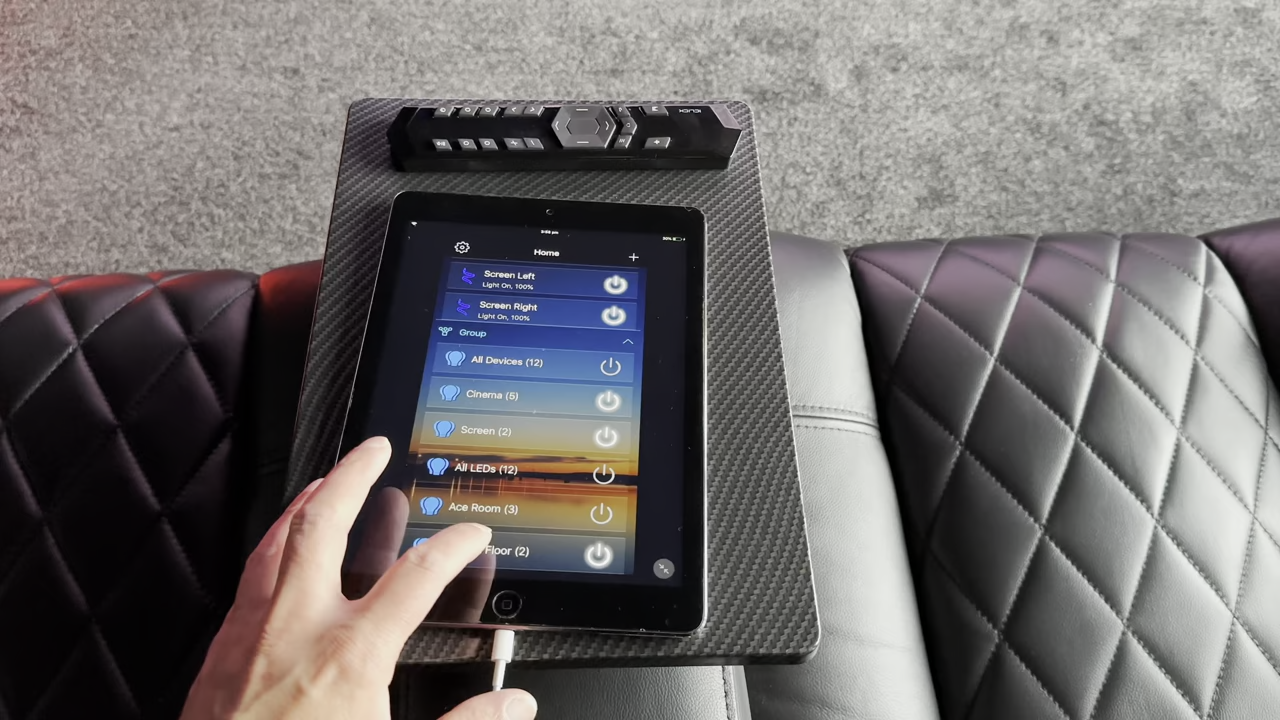 Home
30%
Screen Left
Light On, 100%
Screen Right
Light On, 100%
Group
All Devices (12)
Cinema (5)
Screen (2)
All LEDs (12)
Ace Room (3)
Floor (2)